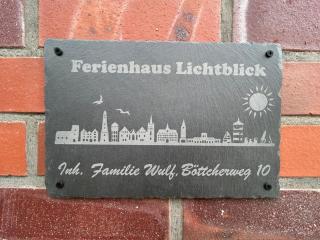 Ferienhaus Lichtblick
Inh. Familie Wulf, Böttcherweg 10